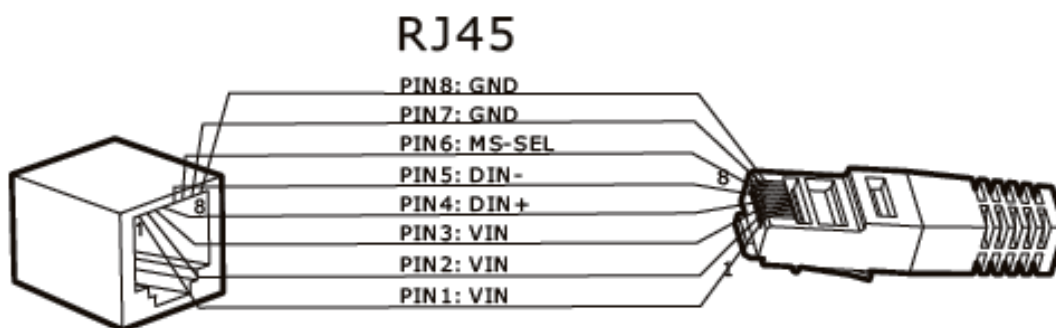 RJ45
PIN8: GND
PIN7: GND
PIN6: MS-SEL
PIN5: DIN-
PIN4: DIN+
PIN3: VIN
PIN2: VIN
PIN1: VIN
8
1
8
1